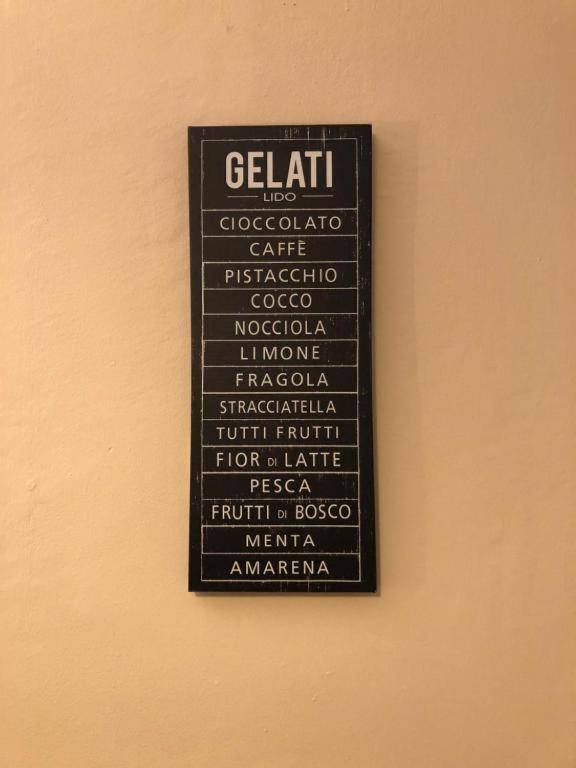 GELATI
LIDO
CIOCCOLATO
CAFFÈ
PISTACCHIO
COCCO
NOCCIOLA
LIMONE
FRAGOLA
STRACCIATELLA
TUTTI FRUTTI
FIOR DI LATTE
PESCA
FRUTTI DI BOSCO
MENTA
AMARENA